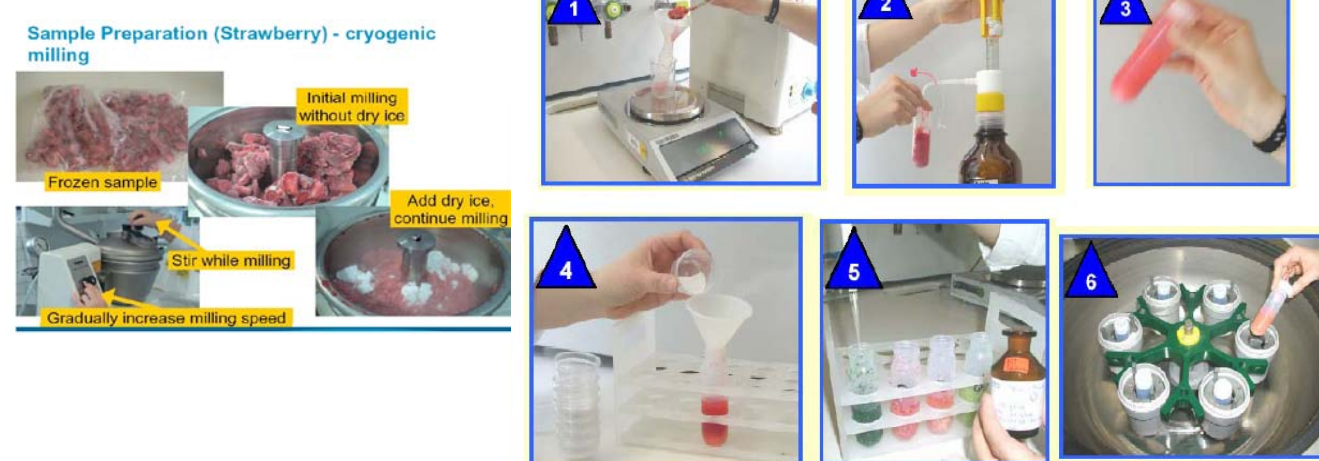 Sample Preparation (Strawberry) - cryogenic
milling
Initial milling
without dry ice
Frozen sample
Add dry ice,
continue milling
Stir while milling
Gradually increase milling speed
1
2
3
4
5
6